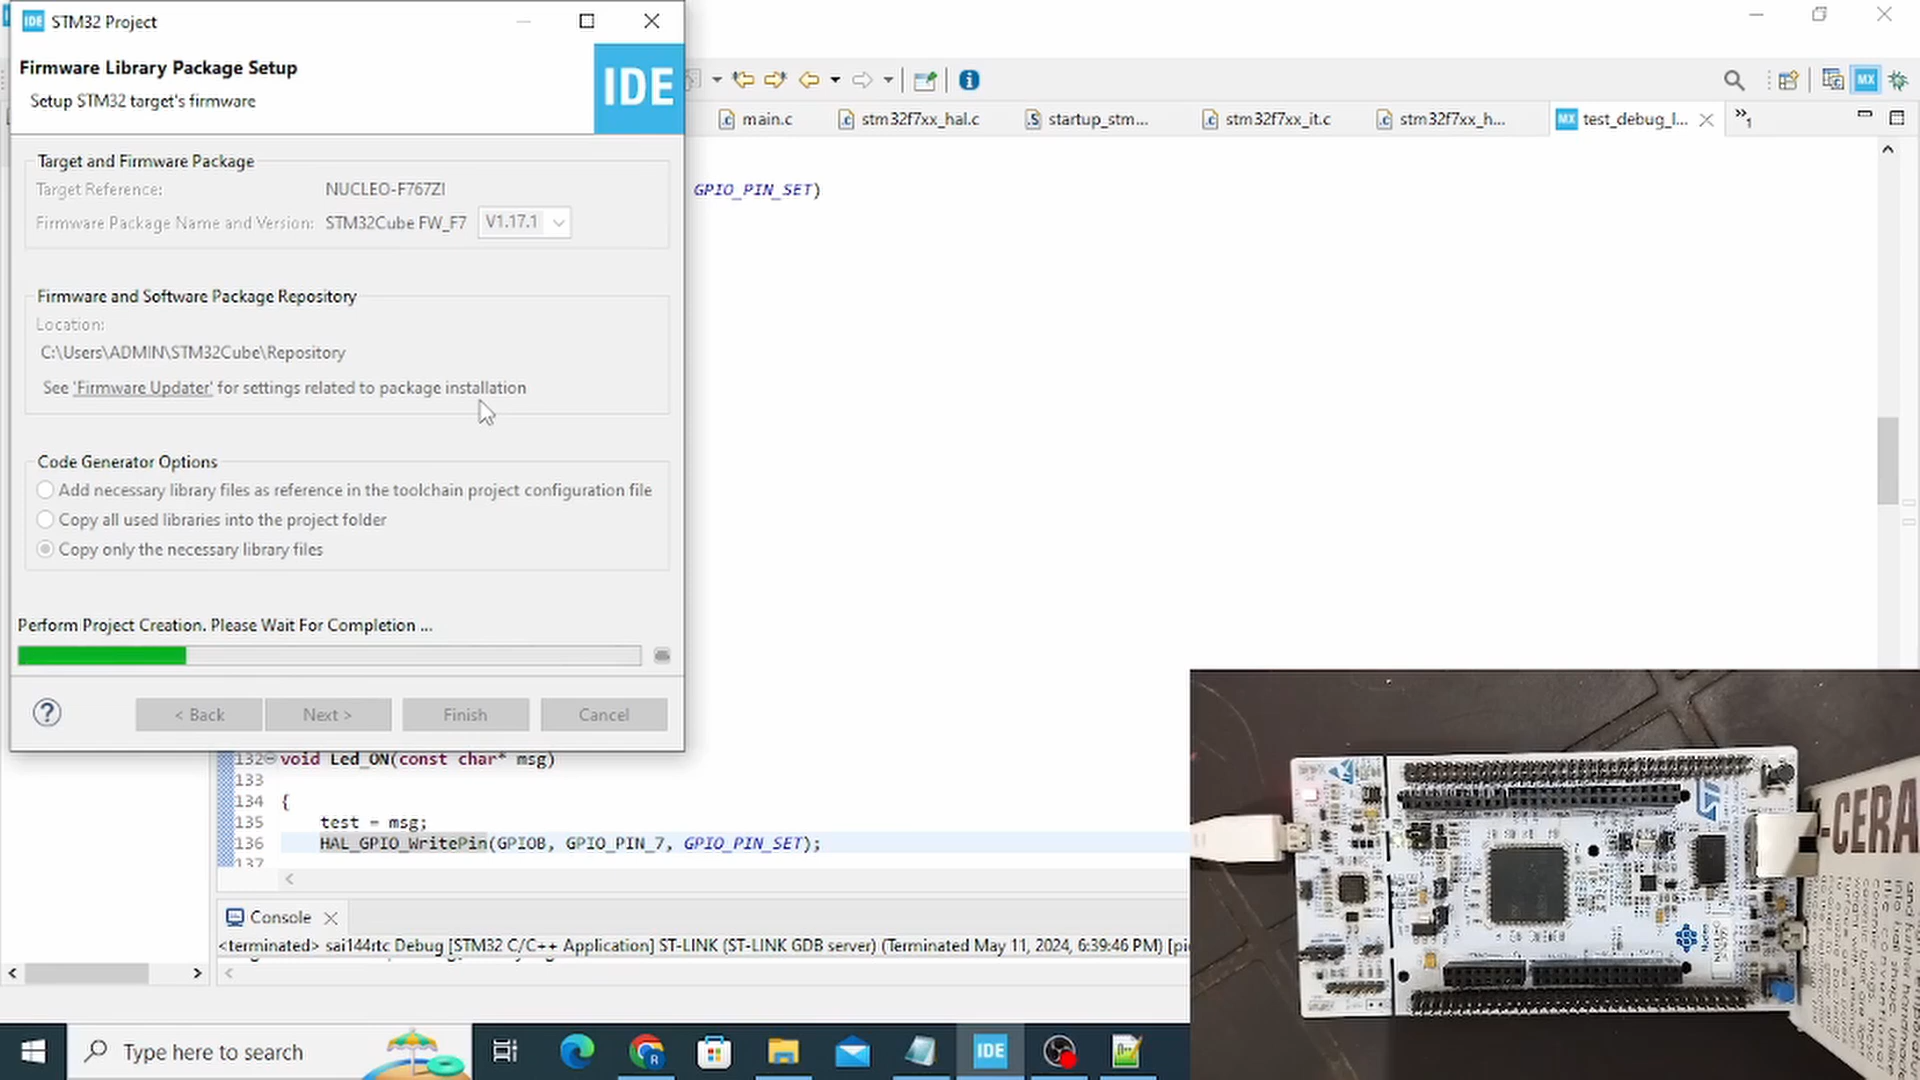 IDE STM32 Project
Firmware Library Package Setup
Setup STM32 target's firmware
IDE
Target and Firmware Package
Target Reference: NUCLEO-F767ZI
Firmware Package Name and Version: STM32Cube FW_F7 V1.17.1
Firmware and Software Package Repository
Location:
C:\Users\ADMIN\STM32Cube\Repository
See 'Firmware Updater' for settings related to package installation
Code Generator Options
Add necessary library files as reference in the toolchain project configuration file
Copy all used libraries into the project folder
Copy only the necessary library files
Perform Project Creation. Please Wait For Completion ...
< Back Next > Finish Cancel
MX
main.c stm32f7xx_hal.c startup_stm... stm32f7xx_it.c stm32f7xx_h... MX test_debug_l... »1
GPIO_PIN_SET)
132 void Led_ON(const char* msg)
133
134 {
135 test = msg;
136 HAL_GPIO_WritePin(GPIOB, GPIO_PIN_7, GPIO_PIN_SET);
137
Console
<terminated> sai144rtc Debug [STM32 C/C++ Application] ST-LINK (ST-LINK GDB server) (Terminated May 11, 2024, 6:39:46 PM) [pid
-CERA
Type here to search
IDE